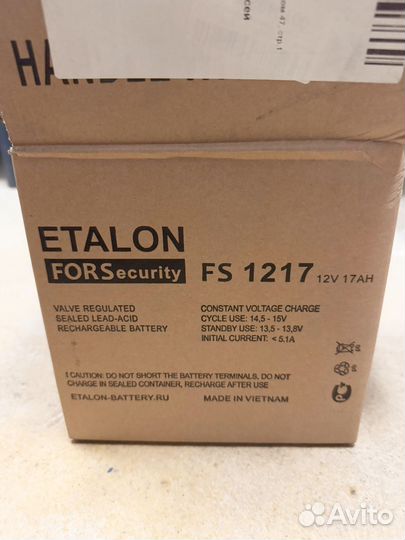 ETALON
FORSecurity FS 1217 12V 17AH
VALVE REGULATED
SEALED LEAD-ACID
RECHARGEABLE BATTERY
CONSTANT VOLTAGE CHARGE
CYCLE USE: 14,5 - 15V
STANDBY USE: 13,5 - 13,8V
INITIAL CURRENT: < 5.1A
CAUTION: DO NOT SHORT THE BATTERY TERMINALS, DO NOT
CHARGE IN SEALED CONTAINER, RECHARGE AFTER USE
ETALON-BATTERY.RU
MADE IN VIETNAM
Pb
Pb
Avito